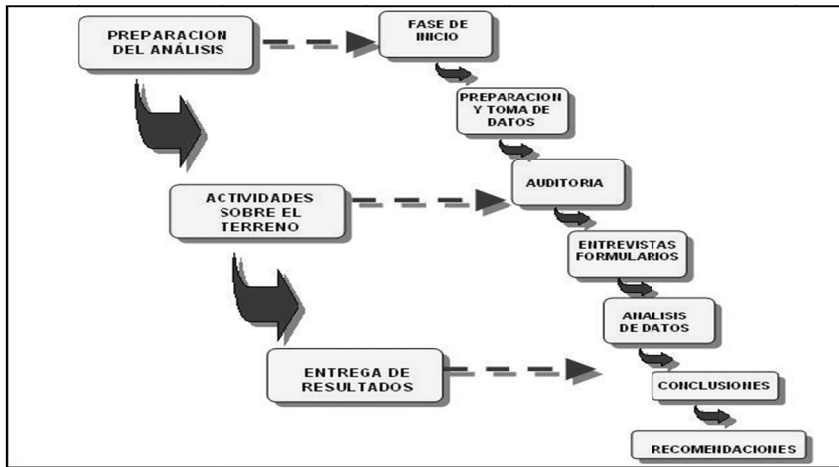 PREPARACION
DEL ANÁLISIS
FASE DE
INICIO
PREPARACION
Y TOMA DE
DATOS
ACTIVIDADES
SOBRE EL
TERRENO
AUDITORIA
ENTREVISTAS
FORMULARIOS
ANALISIS
DE DATOS
ENTREGA DE
RESULTADOS
CONCLUSIONES
RECOMENDACIONES